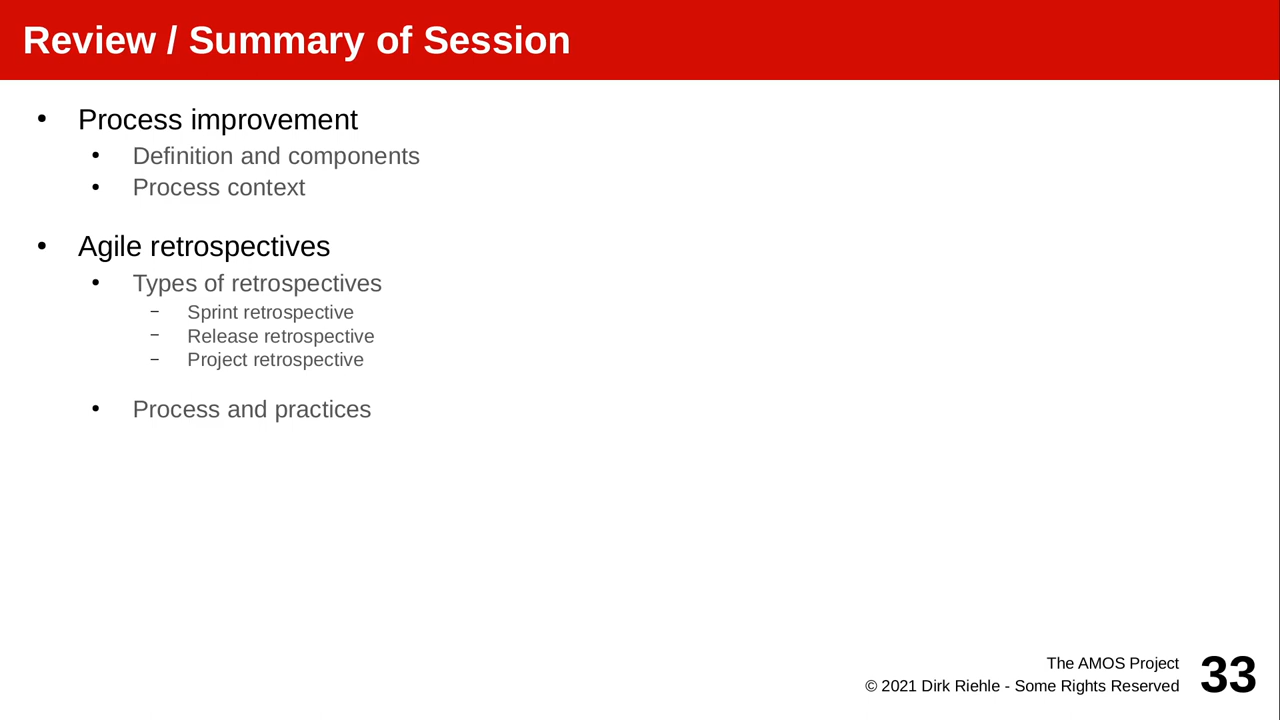 Review / Summary of Session
• Process improvement
• Definition and components
• Process context
• Agile retrospectives
• Types of retrospectives
– Sprint retrospective
– Release retrospective
– Project retrospective
• Process and practices
The AMOS Project
© 2021 Dirk Riehle - Some Rights Reserved
33